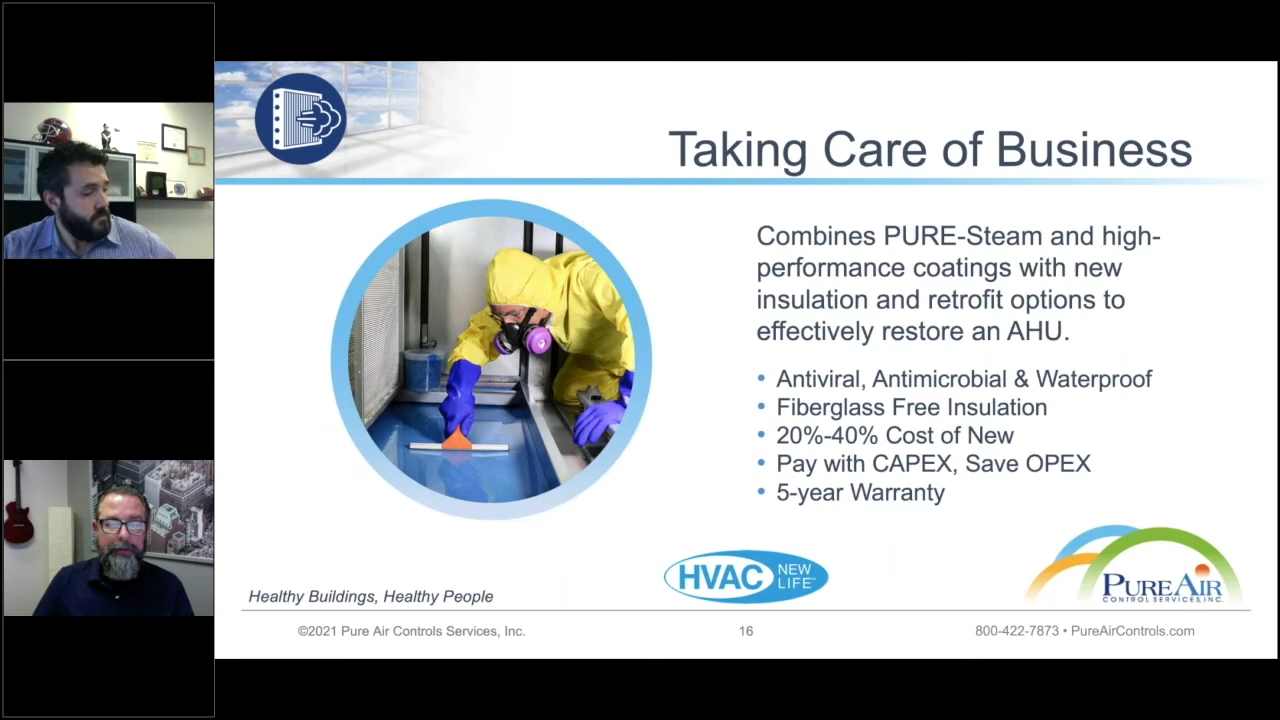 Taking Care of Business
Combines PURE-Steam and high-
performance coatings with new
insulation and retrofit options to
effectively restore an AHU.
• Antiviral, Antimicrobial & Waterproof
• Fiberglass Free Insulation
• 20%-40% Cost of New
• Pay with CAPEX, Save OPEX
• 5-year Warranty
HVAC NEW
LIFE™
PUREAIR
CONTROL SERVICES, INC.
Healthy Buildings, Healthy People
©2021 Pure Air Controls Services, Inc.
16
800-422-7873 • PureAirControls.com